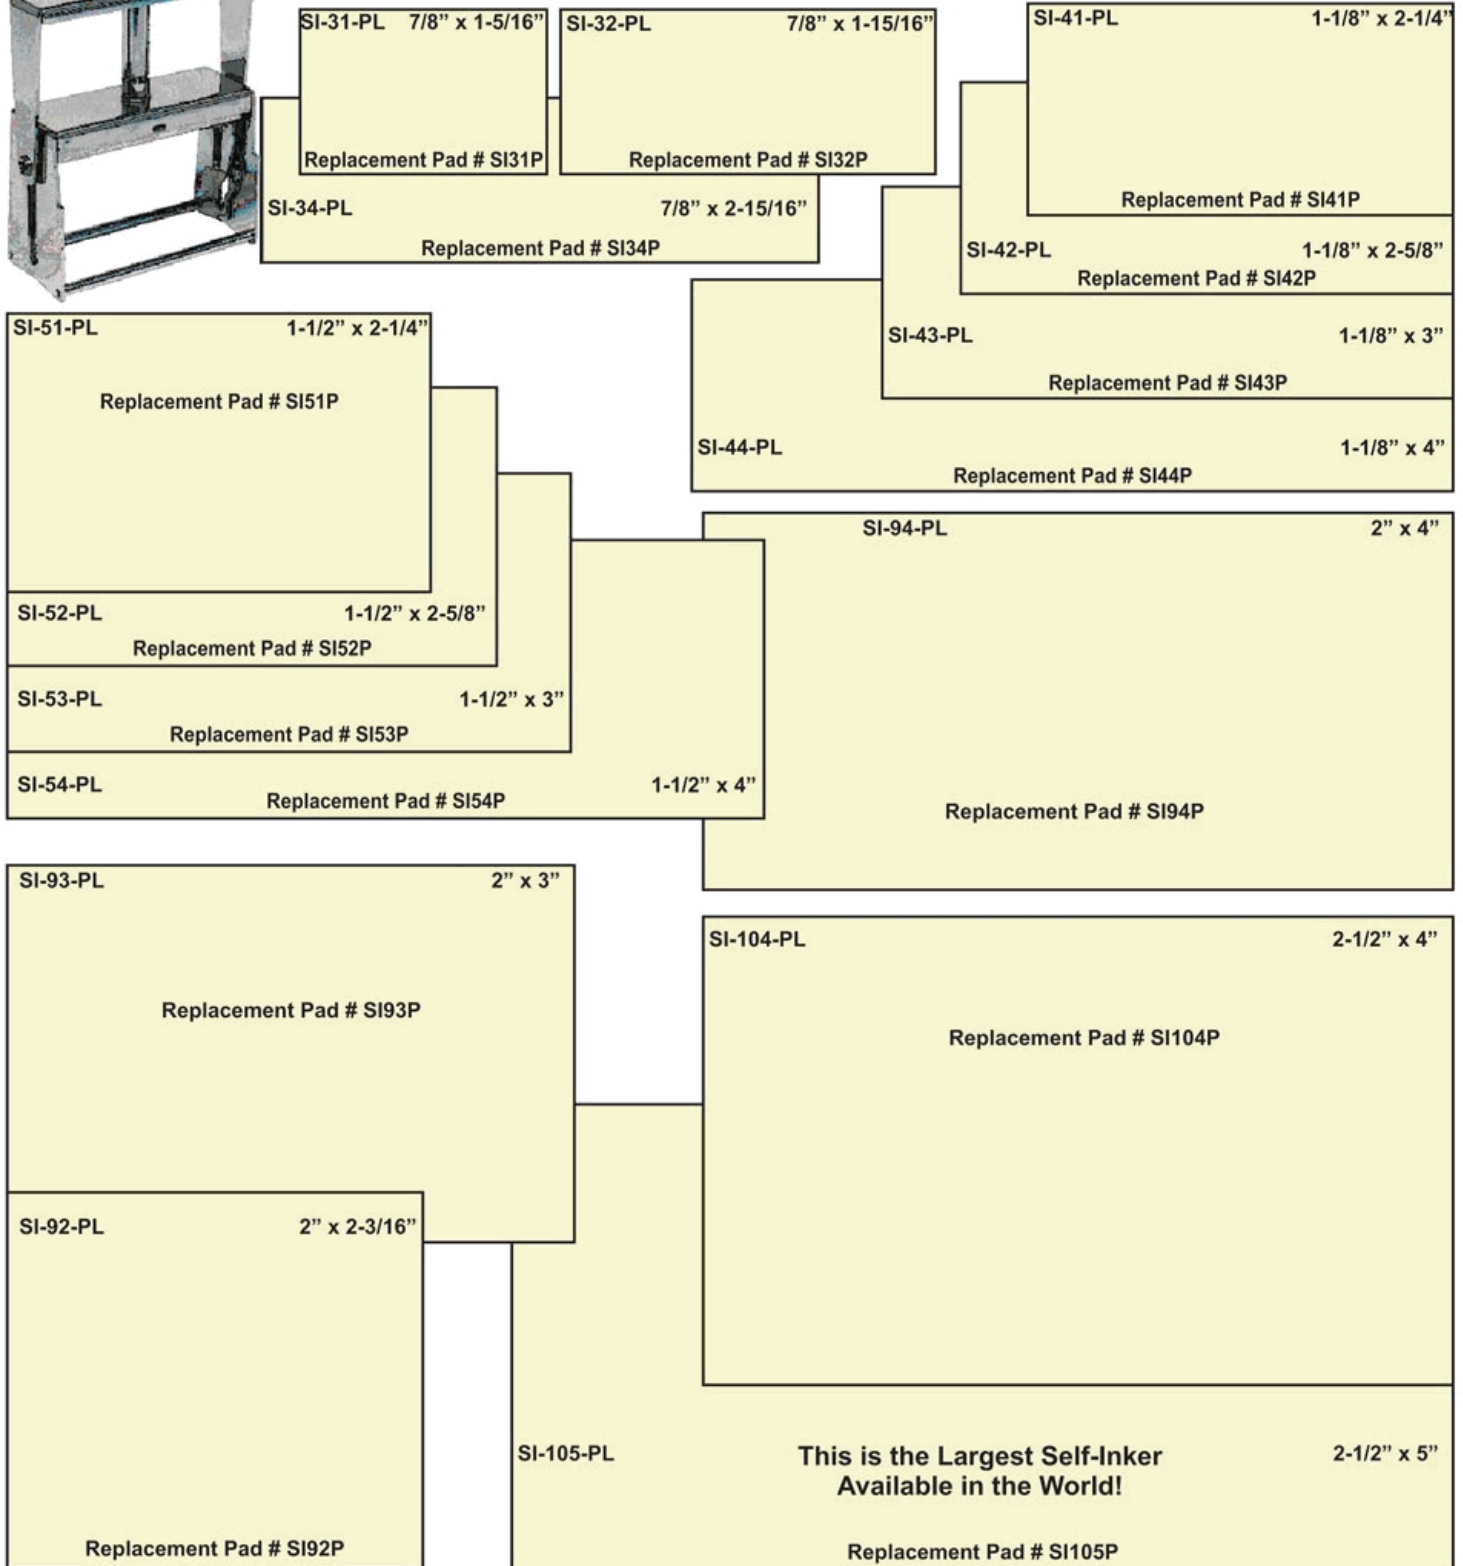 SI-31-PL 7/8” x 1-5/16”
Replacement Pad # SI31P
SI-32-PL 7/8” x 1-15/16”
Replacement Pad # SI32P
SI-34-PL 7/8” x 2-15/16”
Replacement Pad # SI34P
SI-41-PL 1-1/8” x 2-1/4”
Replacement Pad # SI41P
SI-42-PL 1-1/8” x 2-5/8”
Replacement Pad # SI42P
SI-43-PL 1-1/8” x 3”
Replacement Pad # SI43P
SI-44-PL 1-1/8” x 4”
Replacement Pad # SI44P
SI-51-PL 1-1/2” x 2-1/4”
Replacement Pad # SI51P
SI-52-PL 1-1/2” x 2-5/8”
Replacement Pad # SI52P
SI-53-PL 1-1/2” x 3”
Replacement Pad # SI53P
SI-54-PL 1-1/2” x 4”
Replacement Pad # SI54P
SI-94-PL 2” x 4”
Replacement Pad # SI94P
SI-93-PL 2” x 3”
Replacement Pad # SI93P
SI-92-PL 2” x 2-3/16”
Replacement Pad # SI92P
SI-104-PL 2-1/2” x 4”
Replacement Pad # SI104P
SI-105-PL This is the Largest Self-Inker 2-1/2” x 5”
Available in the World!
Replacement Pad # SI105P